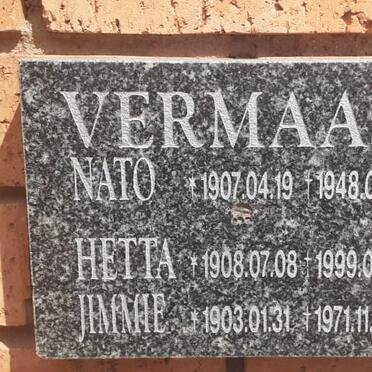 VERMAA
NATO *1907.04.19 †1948.0
HETTA *1908.07.08 †1999.0
JIMMIE *1903.01.31 †1971.11.